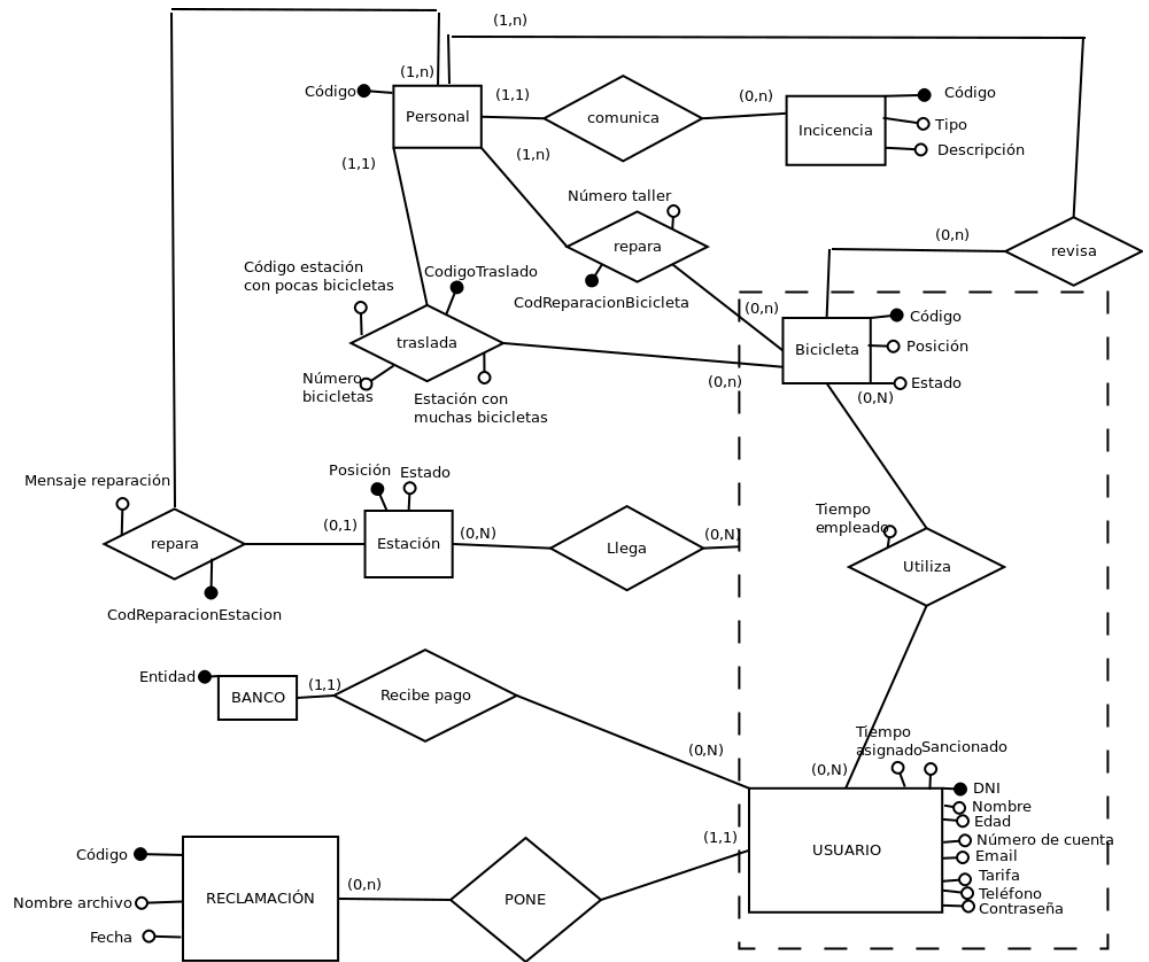 (1,n)
(1,n)
Código
Personal
(1,1)
comunica
(0,n)
Incicencia
Código
Tipo
Descripción
(1,1)
(1,n)
Número taller
repara
CodReparacionBicicleta
(0,n)
revisa
Código estación
con pocas bicicletas
CodigoTraslado
traslada
Número
bicicletas
Estación con
muchas bicicletas
(0,n)
(0,n)
Bicicleta
Código
Posición
Estado
(0,N)
Mensaje reparación
repara
CodReparacionEstacion
(0,1)
Posición
Estado
Estación
(0,N)
Llega
(0,N)
Tiempo
empleado
Utiliza
Entidad
BANCO
(1,1)
Recibe pago
(0,N)
(0,N)
Tiempo
asignado
Sancionado
DNI
Nombre
Edad
Número de cuenta
Email
Tarifa
Teléfono
Contraseña
USUARIO
(1,1)
Código
Nombre archivo
Fecha
RECLAMACIÓN
(0,n)
PONE